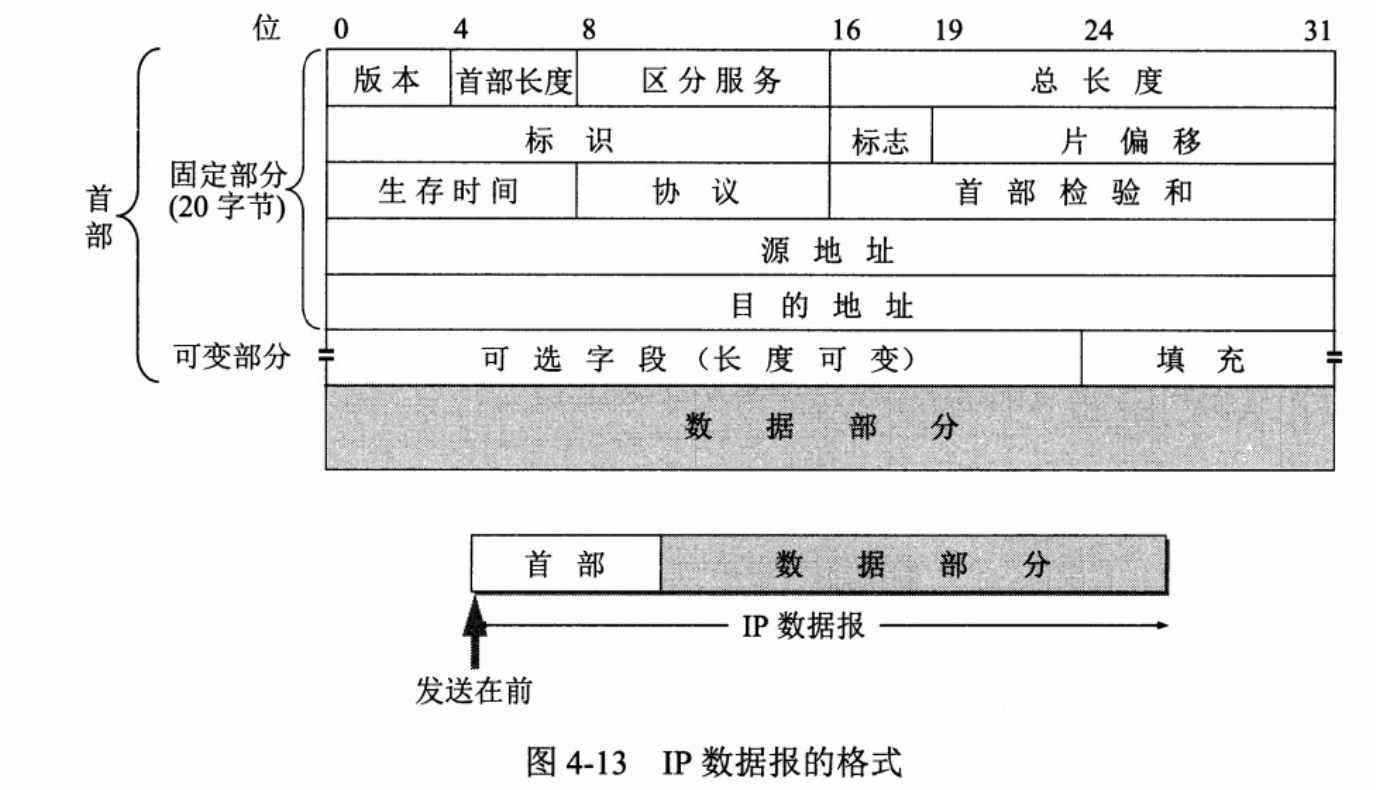 位 0 4 8 16 19 24 31
版本 首部长度 区分服务 总长度
标识 标志 片偏移
固定部分
(20 字节)
首部
生存时间 协议 首部检验和
源地址
目的地址
可变部分 可选字段（长度可变） 填充
数据部分
首部 数据部分
IP 数据报
发送在前
图 4-13 IP 数据报的格式